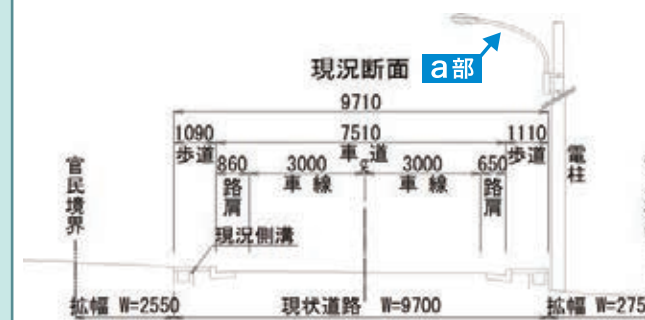 現況断面 a部
9710
1090 7510 1110
歩道 車道 歩道
860 3000 ℄ 3000 650
路肩 車線 車線 路肩
官民境界
電柱
現況側溝
拡幅 W=2550 現状道路 W=9700 拡幅 W=275